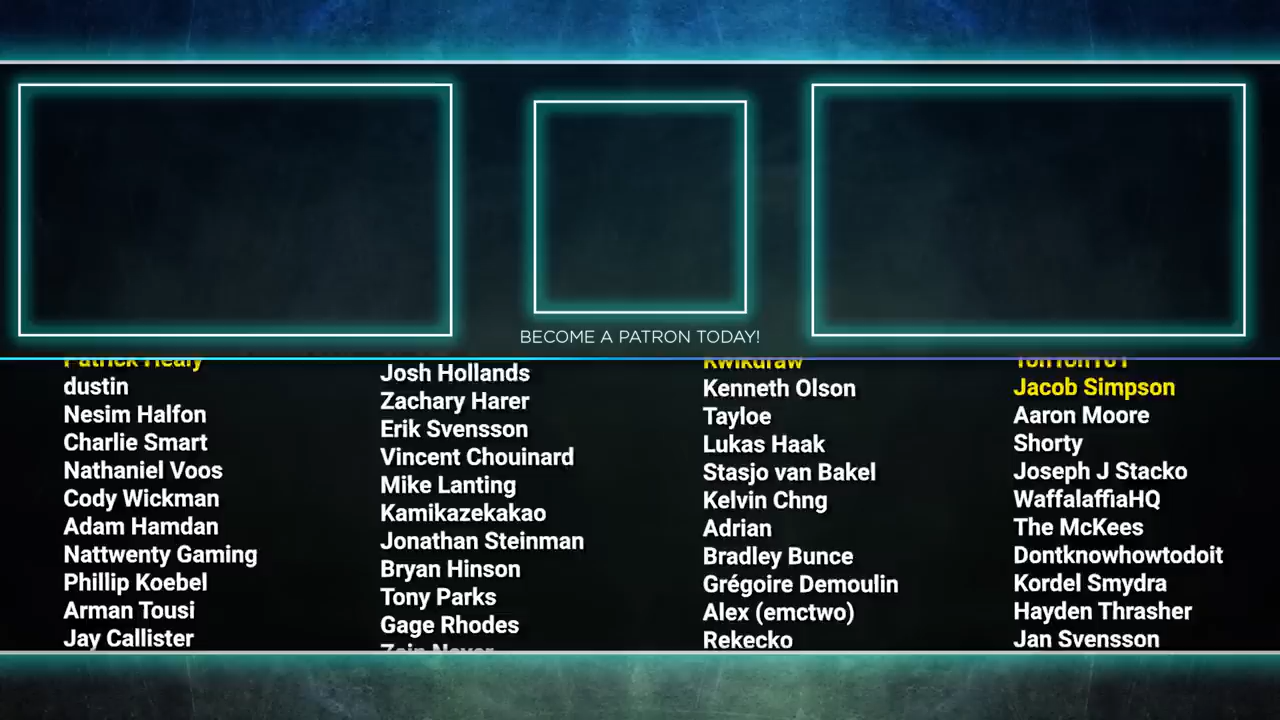 BECOME A PATRON TODAY!
Patrick Healy
dustin
Nesim Halfon
Charlie Smart
Nathaniel Voos
Cody Wickman
Adam Hamdan
Nattwenty Gaming
Phillip Koebel
Arman Tousi
Jay Callister
Josh Hollands
Zachary Harer
Erik Svensson
Vincent Chouinard
Mike Lanting
Kamikazekakao
Jonathan Steinman
Bryan Hinson
Tony Parks
Gage Rhodes
Kwikdraw
Kenneth Olson
Tayloe
Lukas Haak
Stasjo van Bakel
Kelvin Chng
Adrian
Bradley Bunce
Grégoire Demoulin
Alex (emctwo)
Rekecko
Jacob Simpson
Aaron Moore
Shorty
Joseph J Stacko
WaffalaffiaHQ
The McKees
Dontknowhowtodoit
Kordel Smydra
Hayden Thrasher
Jan Svensson